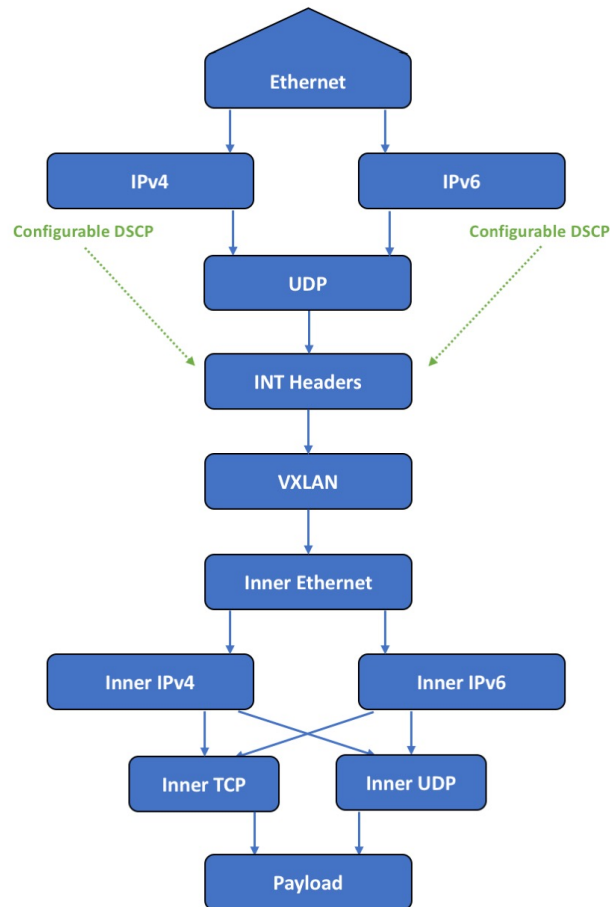 Ethernet
IPv4
IPv6
Configurable DSCP
Configurable DSCP
UDP
INT Headers
VXLAN
Inner Ethernet
Inner IPv4
Inner IPv6
Inner TCP
Inner UDP
Payload